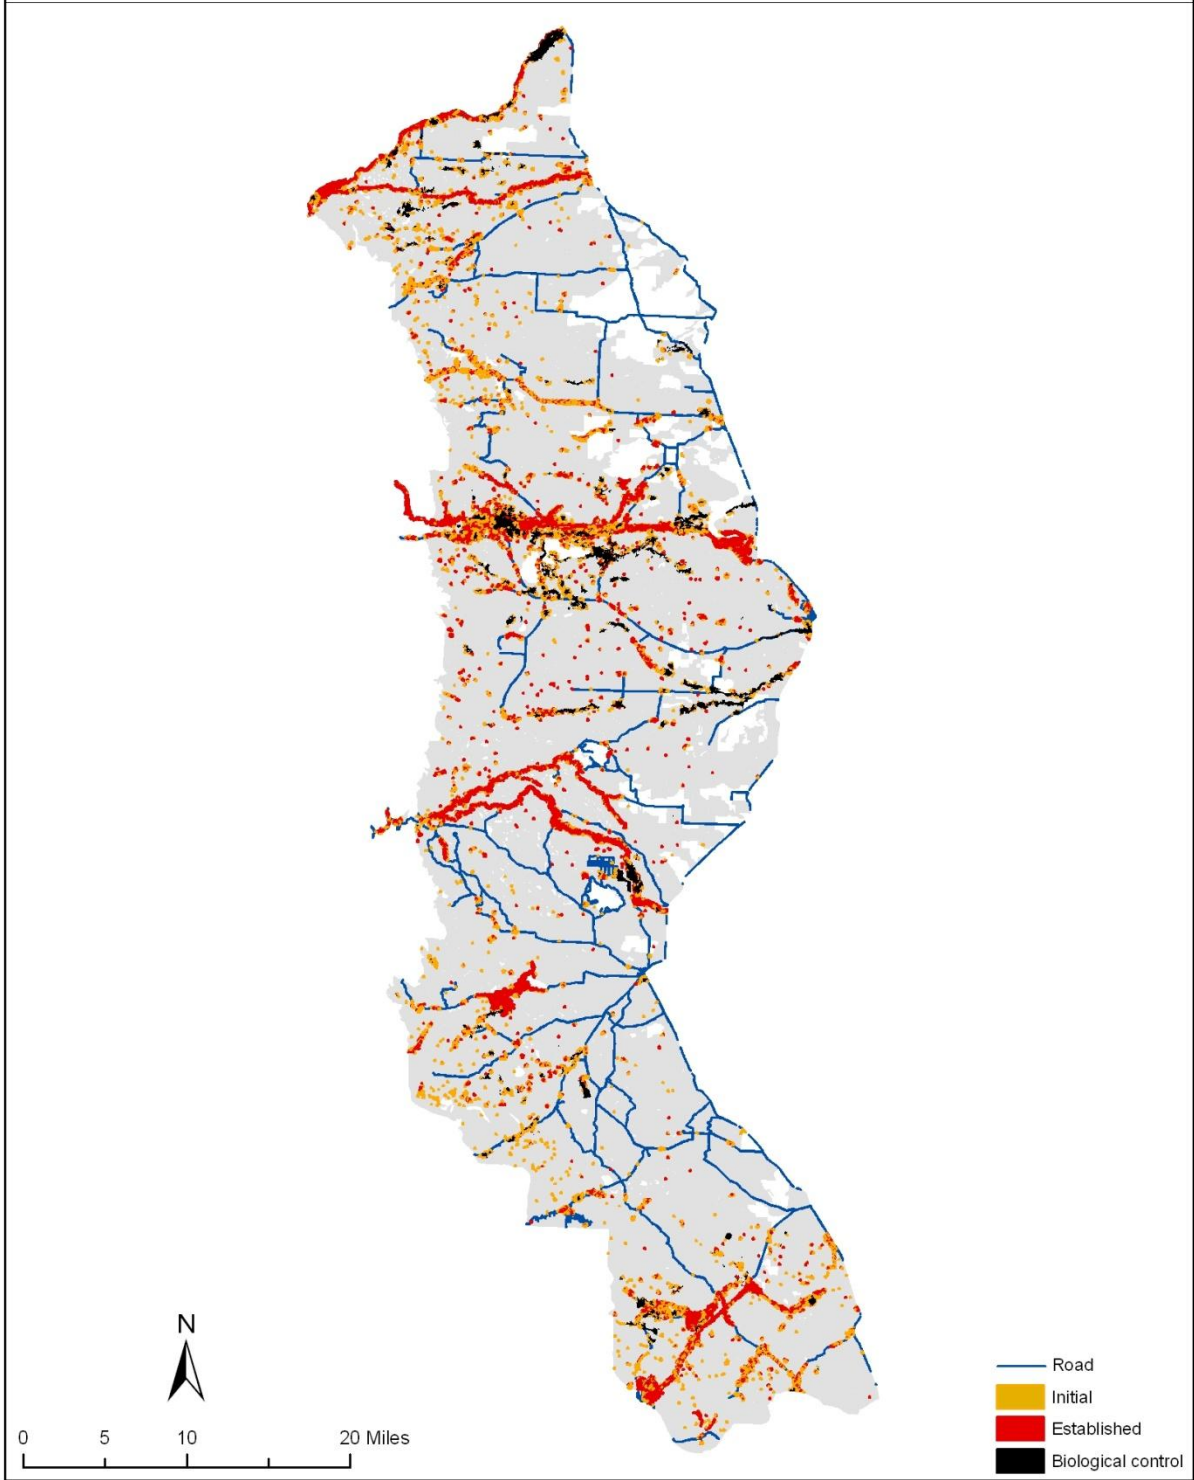 N
0 5 10 20 Miles
Road
Initial
Established
Biological control